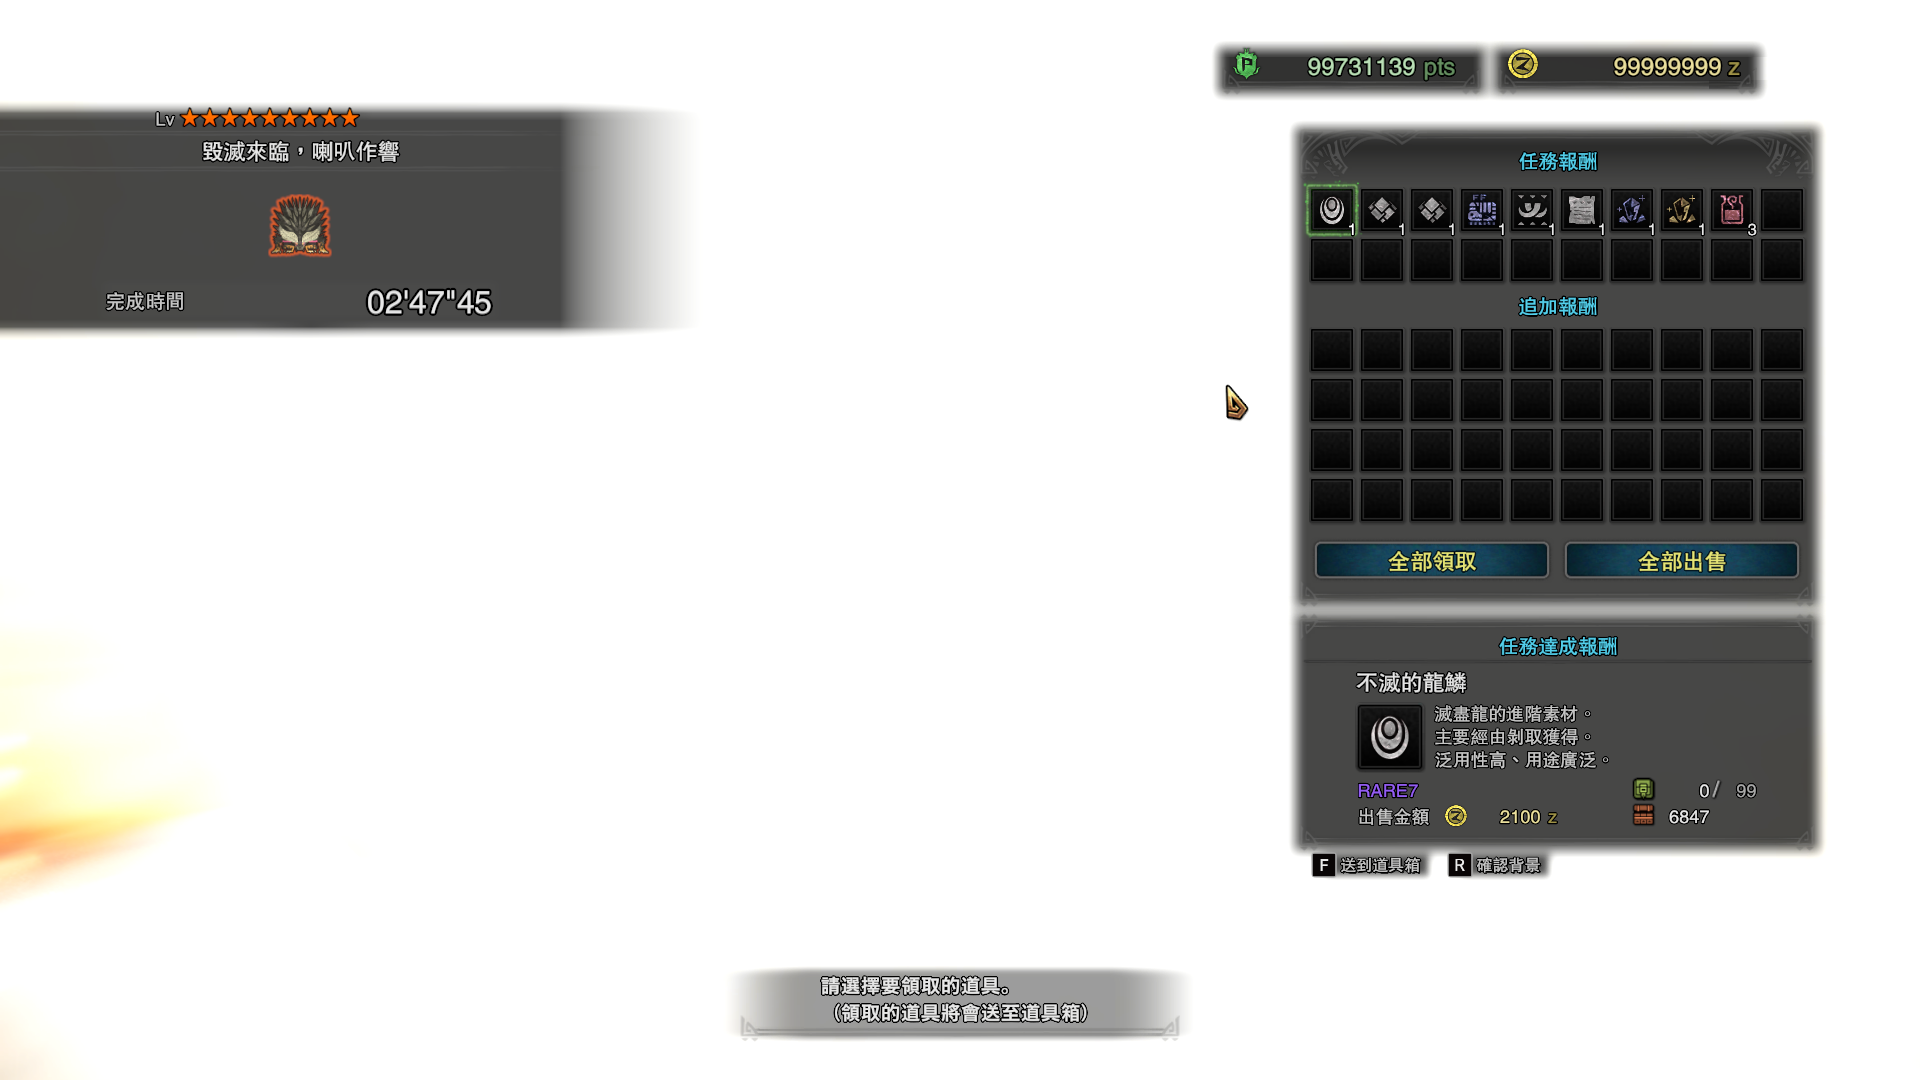 99731139 pts
99999999 z
Lv ★★★★★★★★★
毀滅來臨，喇叭作響
完成時間 02'47"45
任務報酬
1 1 1 1 1 1 1 1 3
追加報酬
全部領取 全部出售
任務達成報酬
不滅的龍鱗
滅盡龍的進階素材。
主要經由剝取獲得。
泛用性高、用途廣泛。
RARE7 0/ 99
出售金額 2100 z 6847
F 送到道具箱 R 確認背景
請選擇要領取的道具。
（領取的道具將會送至道具箱）